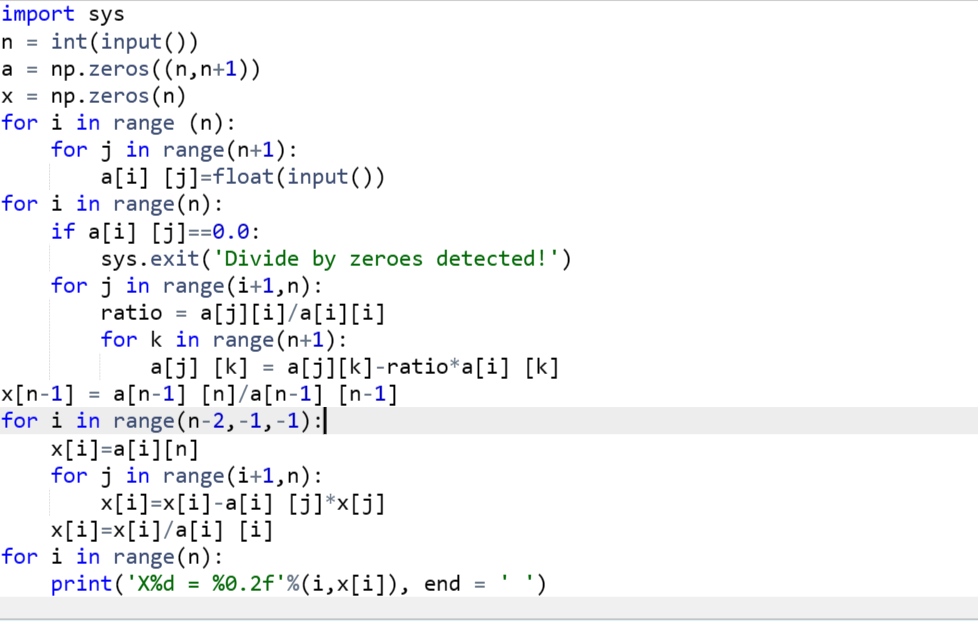 import sys
n = int(input())
a = np.zeros((n,n+1))
x = np.zeros(n)
for i in range (n):
    for j in range(n+1):
        a[i] [j]=float(input())
for i in range(n):
    if a[i] [j]==0.0:
        sys.exit('Divide by zeroes detected!')
    for j in range(i+1,n):
        ratio = a[j][i]/a[i][i]
        for k in range(n+1):
            a[j] [k] = a[j][k]-ratio*a[i] [k]
x[n-1] = a[n-1] [n]/a[n-1] [n-1]
for i in range(n-2,-1,-1):
    x[i]=a[i][n]
    for j in range(i+1,n):
        x[i]=x[i]-a[i] [j]*x[j]
    x[i]=x[i]/a[i] [i]
for i in range(n):
    print('X%d = %0.2f'%(i,x[i]), end = ' ')